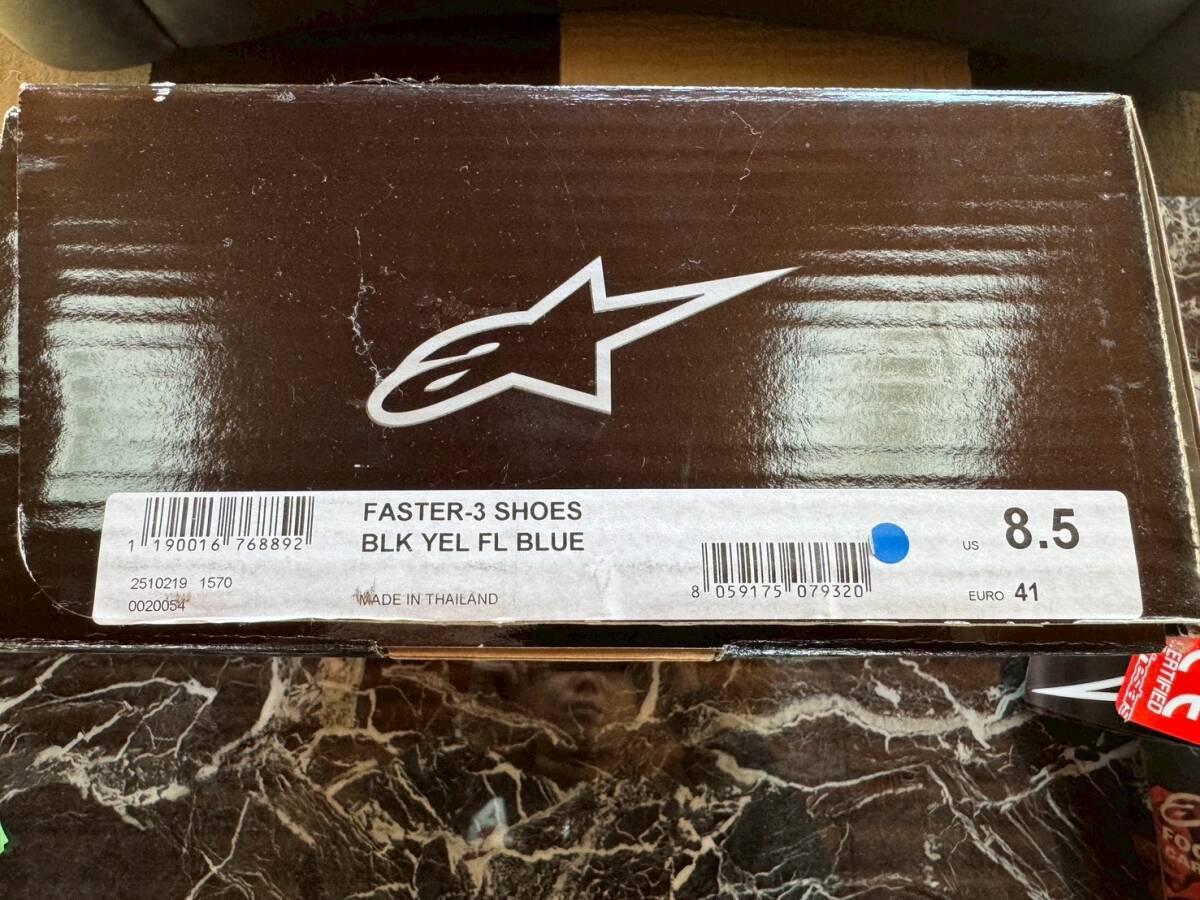 1 190016 768892
FASTER-3 SHOES
BLK YEL FL BLUE
2510219 1570
0020054
MADE IN THAILAND
8 059175 079320
US 8.5
EURO 41
CERTIFIED